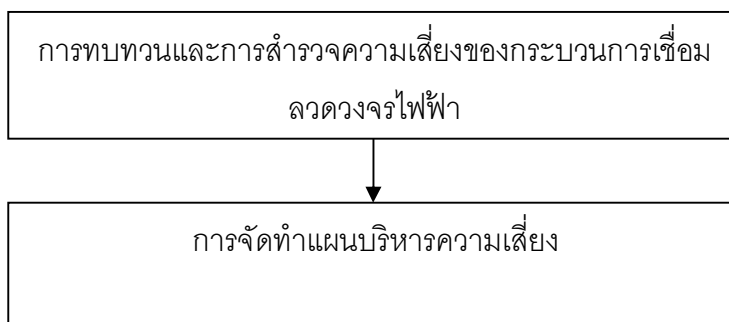 การทบทวนและการสำรวจความเสี่ยงของกระบวนการเชื่อม
ลวดวงจรไฟฟ้า
การจัดทำแผนบริหารความเสี่ยง